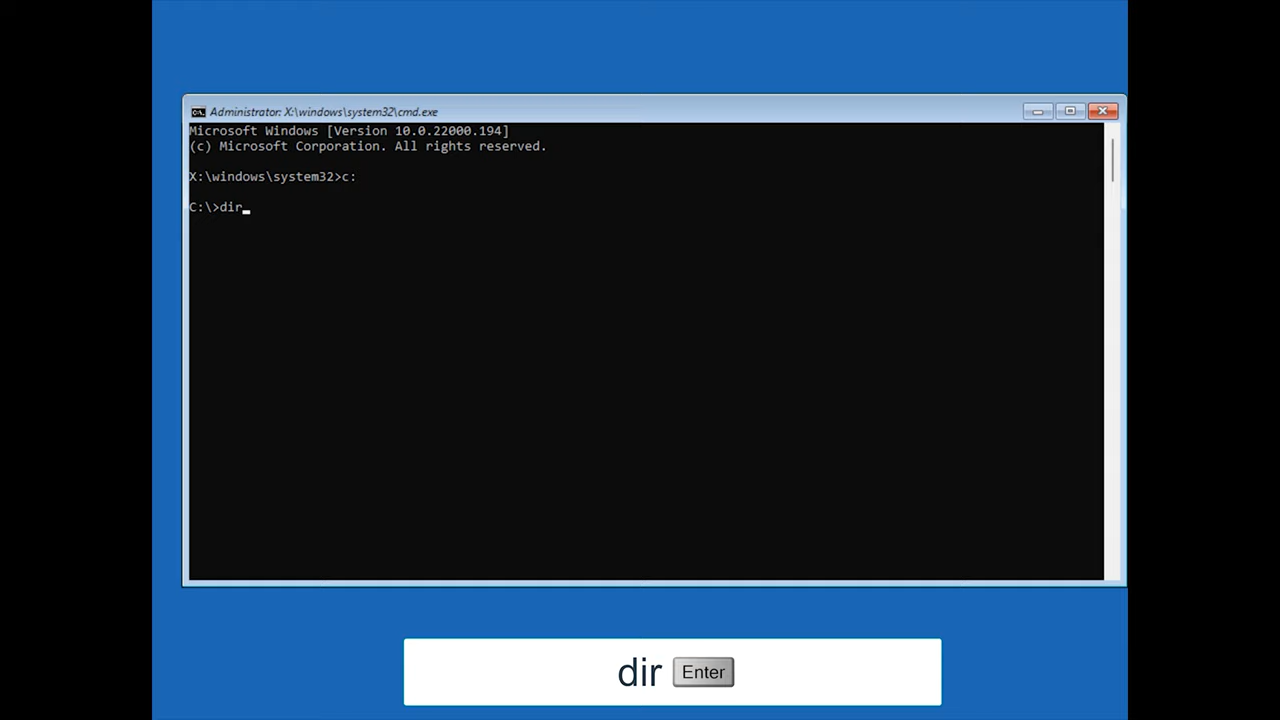 Administrator: X:\windows\system32\cmd.exe
Microsoft Windows [Version 10.0.22000.194]
(c) Microsoft Corporation. All rights reserved.
X:\windows\system32>c:
C:\>dir_
dir Enter